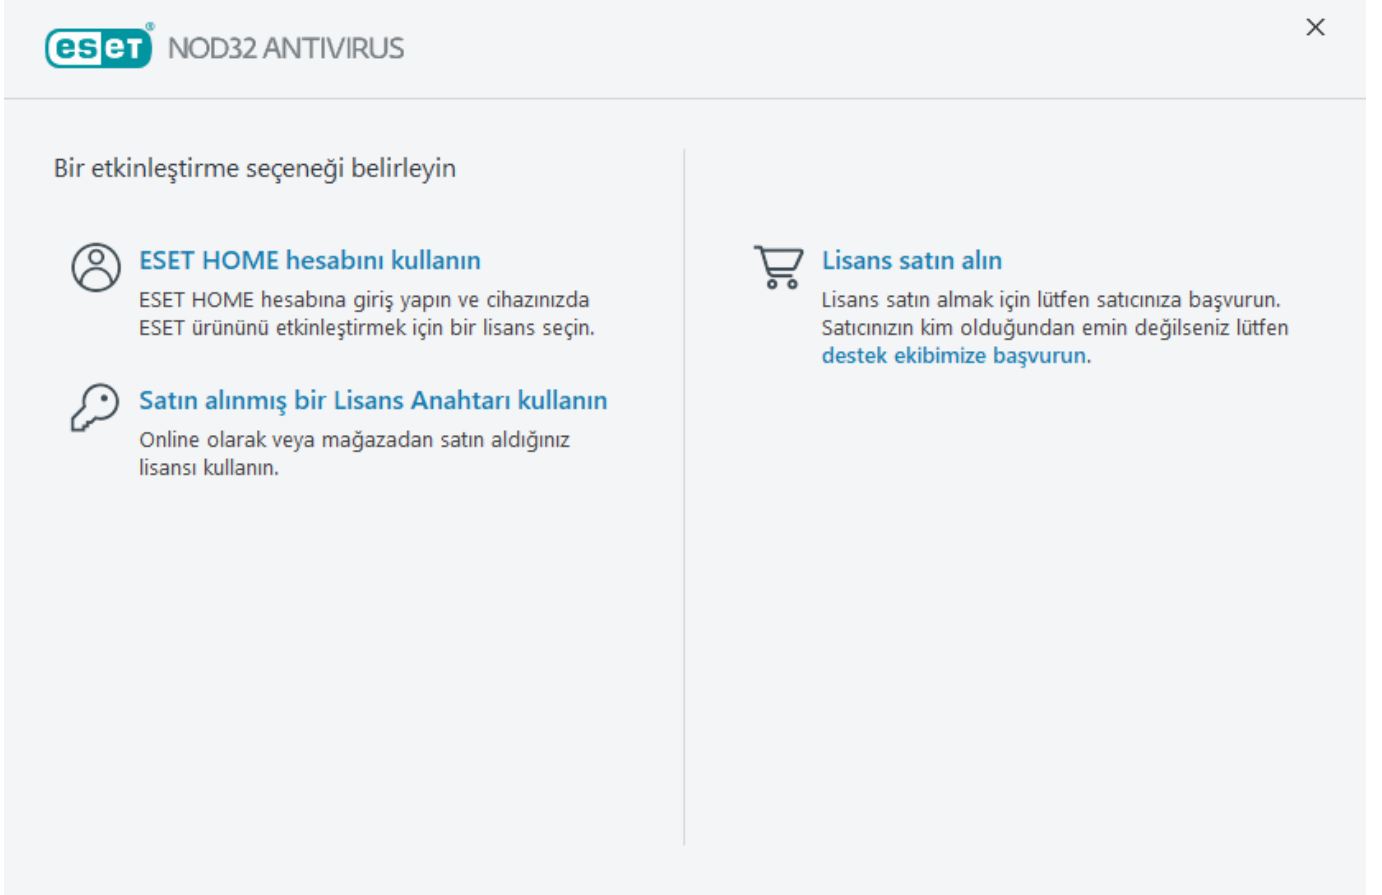 eset® NOD32 ANTIVIRUS
Bir etkinleştirme seçeneği belirleyin
ESET HOME hesabını kullanın
ESET HOME hesabına giriş yapın ve cihazınızda
ESET ürününü etkinleştirmek için bir lisans seçin.
Satın alınmış bir Lisans Anahtarı kullanın
Online olarak veya mağazadan satın aldığınız
lisansı kullanın.
Lisans satın alın
Lisans satın almak için lütfen satıcınıza başvurun.
Satıcınızın kim olduğundan emin değilseniz lütfen
destek ekibimize başvurun.